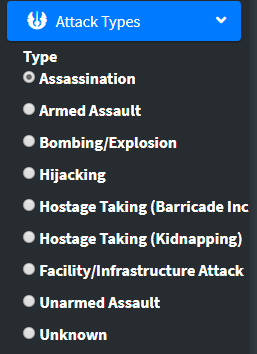 Attack Types
Type
Assassination
Armed Assault
Bombing/Explosion
Hijacking
Hostage Taking (Barricade Inc
Hostage Taking (Kidnapping)
Facility/Infrastructure Attack
Unarmed Assault
Unknown